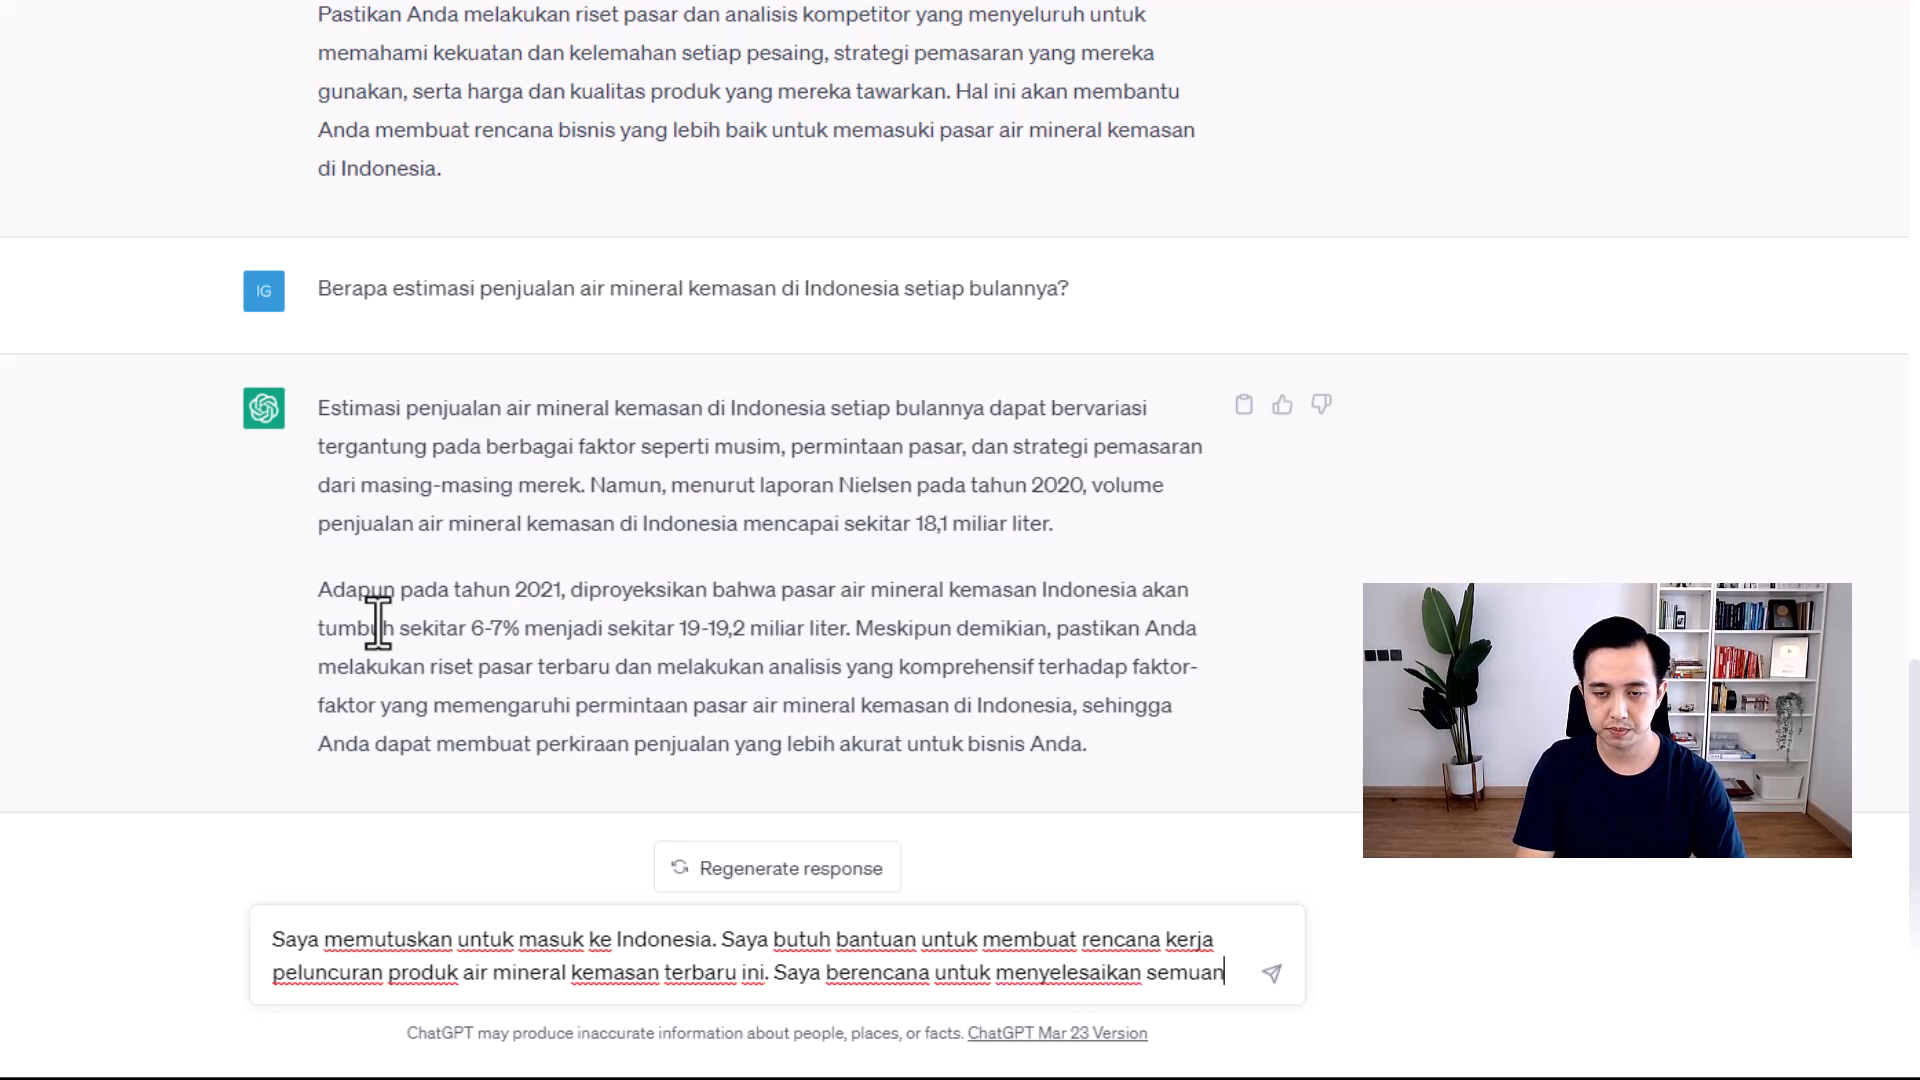 Pastikan Anda melakukan riset pasar dan analisis kompetitor yang menyeluruh untuk
memahami kekuatan dan kelemahan setiap pesaing, strategi pemasaran yang mereka
gunakan, serta harga dan kualitas produk yang mereka tawarkan. Hal ini akan membantu
Anda membuat rencana bisnis yang lebih baik untuk memasuki pasar air mineral kemasan
di Indonesia.
IG
Berapa estimasi penjualan air mineral kemasan di Indonesia setiap bulannya?
Estimasi penjualan air mineral kemasan di Indonesia setiap bulannya dapat bervariasi
tergantung pada berbagai faktor seperti musim, permintaan pasar, dan strategi pemasaran
dari masing-masing merek. Namun, menurut laporan Nielsen pada tahun 2020, volume
penjualan air mineral kemasan di Indonesia mencapai sekitar 18,1 miliar liter.
Adapun pada tahun 2021, diproyeksikan bahwa pasar air mineral kemasan Indonesia akan
tumbuh sekitar 6-7% menjadi sekitar 19-19,2 miliar liter. Meskipun demikian, pastikan Anda
melakukan riset pasar terbaru dan melakukan analisis yang komprehensif terhadap faktor-
faktor yang memengaruhi permintaan pasar air mineral kemasan di Indonesia, sehingga
Anda dapat membuat perkiraan penjualan yang lebih akurat untuk bisnis Anda.
Regenerate response
Saya memutuskan untuk masuk ke Indonesia. Saya butuh bantuan untuk membuat rencana kerja
peluncuran produk air mineral kemasan terbaru ini. Saya berencana untuk menyelesaikan semuan
ChatGPT may produce inaccurate information about people, places, or facts. ChatGPT Mar 23 Version